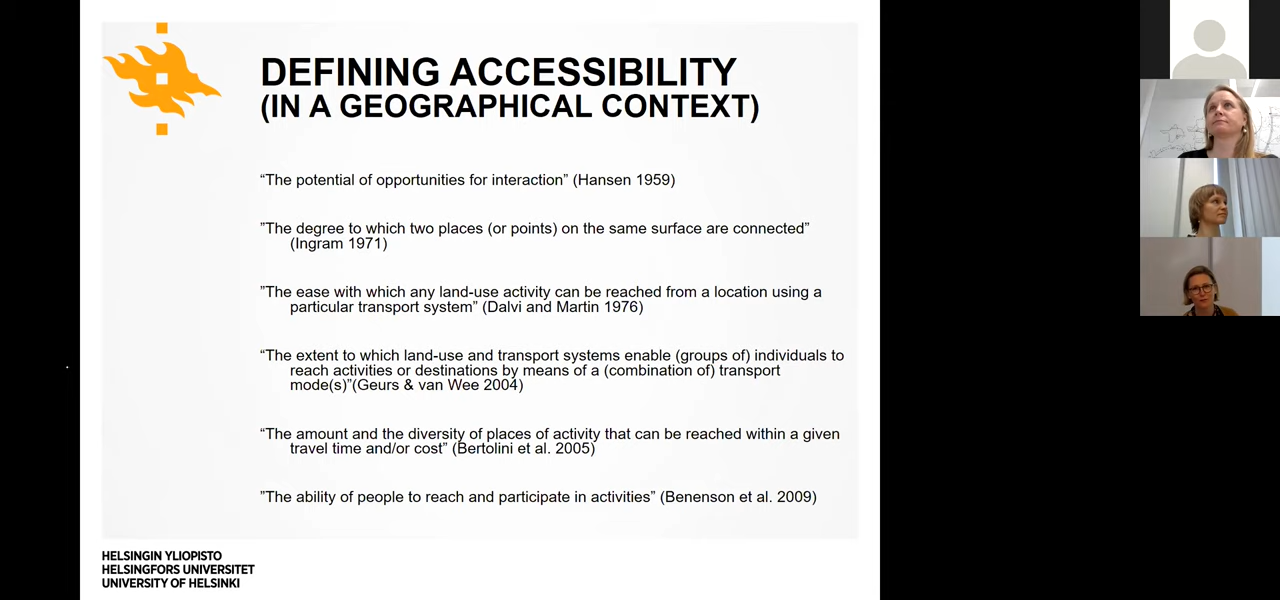 DEFINING ACCESSIBILITY
(IN A GEOGRAPHICAL CONTEXT)
“The potential of opportunities for interaction” (Hansen 1959)
”The degree to which two places (or points) on the same surface are connected”
(Ingram 1971)
”The ease with which any land-use activity can be reached from a location using a
particular transport system” (Dalvi and Martin 1976)
“The extent to which land-use and transport systems enable (groups of) individuals to
reach activities or destinations by means of a (combination of) transport
mode(s)”(Geurs & van Wee 2004)
“The amount and the diversity of places of activity that can be reached within a given
travel time and/or cost” (Bertolini et al. 2005)
”The ability of people to reach and participate in activities” (Benenson et al. 2009)
HELSINGIN YLIOPISTO
HELSINGFORS UNIVERSITET
UNIVERSITY OF HELSINKI